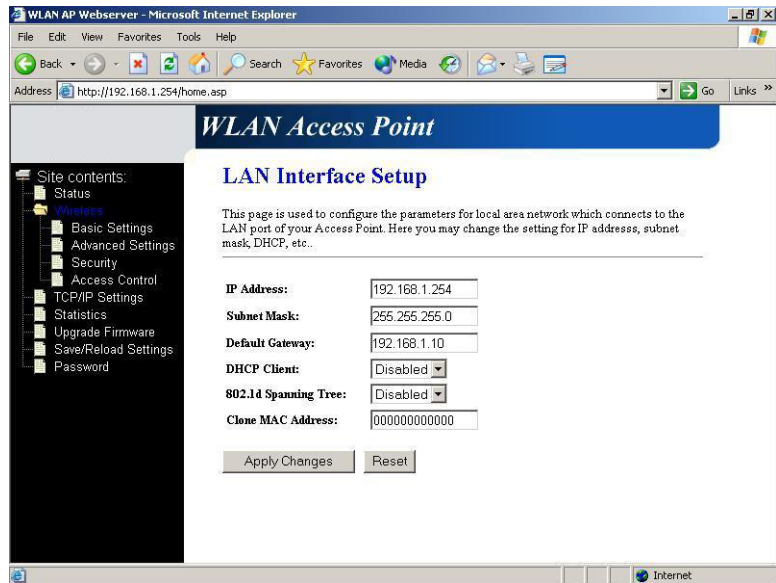 WLAN AP Webserver - Microsoft Internet Explorer
File Edit View Favorites Tools Help
Back Search Favorites Media
Address http://192.168.1.254/home.asp Go Links »
WLAN Access Point
Site contents:
Status
Wireless
Basic Settings
Advanced Settings
Security
Access Control
TCP/IP Settings
Statistics
Upgrade Firmware
Save/Reload Settings
Password
LAN Interface Setup
This page is used to configure the parameters for local area network which connects to the
LAN port of your Access Point. Here you may change the setting for IP addresss, subnet
mask, DHCP, etc..
IP Address: 192.168.1.254
Subnet Mask: 255.255.255.0
Default Gateway: 192.168.1.10
DHCP Client: Disabled
802.1d Spanning Tree: Disabled
Clone MAC Address: 000000000000
Apply Changes Reset
Internet